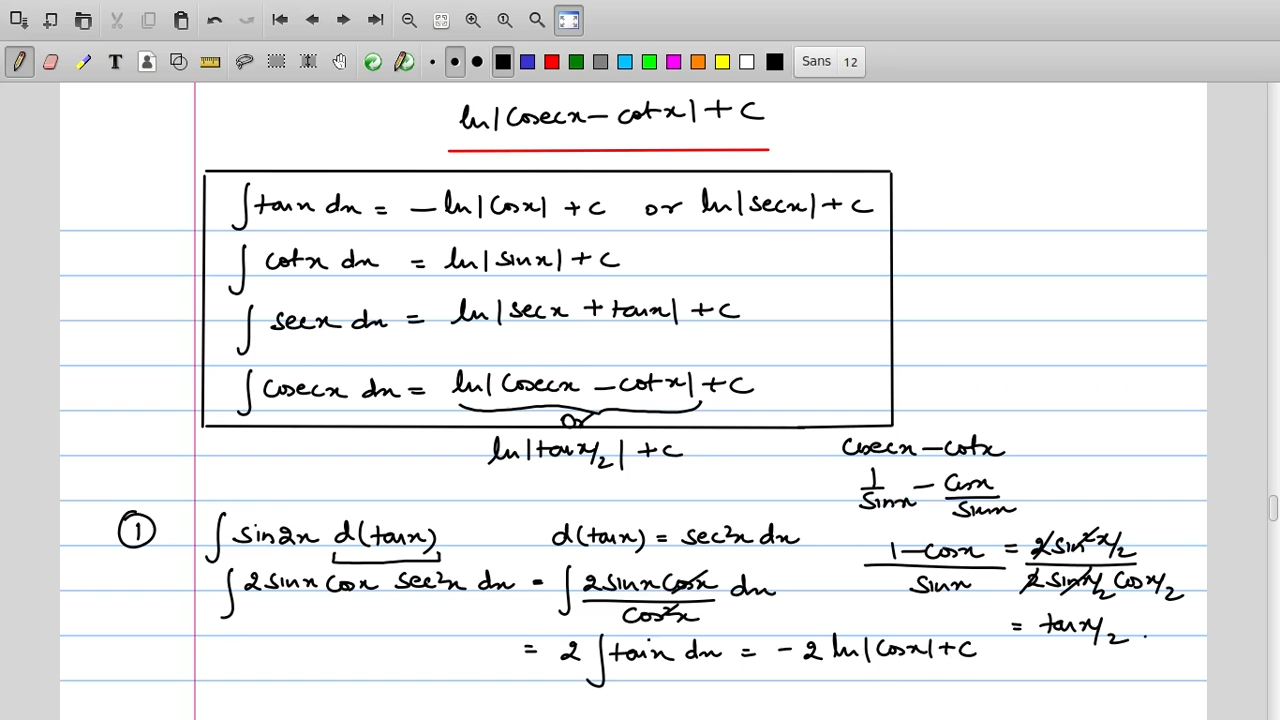 Sans 12
ln|cosecx - cotx| + c
∫tanx dx = -ln|cosx| + c or ln|secx| + c
∫ cotx dx = ln|sinx| + c
∫ secx dx = ln|secx + tanx| + c
∫ cosecx dx = ln|cosecx - cotx| + c
or
ln|tanx/2| + c
① ∫ sin2x d(tanx) d(tanx) = sec²x dx
∫ 2sinx cosx sec²x dx = ∫ 2sinx cosx / cos²x dx
= 2 ∫ tanx dx = -2 ln|cosx| + c
cosecx - cotx
1/sinx - cosx/sinx
1-cosx / sinx = 2sin²x/2 / 2sinx/2 cosx/2
= tanx/2 .